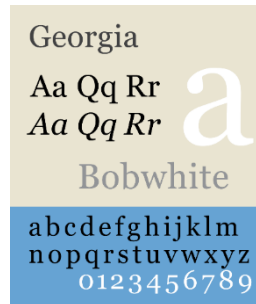 Georgia
Aa Qq Rr
Aa Qq Rr
a
Bobwhite
abcdefghijklm
nopqrstuvwxyz
0123456789